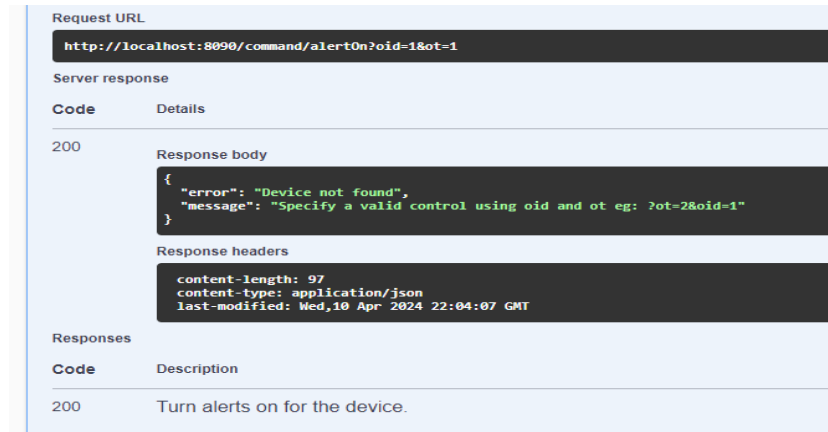 Request URL
http://localhost:8090/command/alertOn?oid=1&ot=1
Server response
Code Details
200
Response body
{
"error": "Device not found",
"message": "Specify a valid control using oid and ot eg: ?ot=2&oid=1"
}
Response headers
content-length: 97
content-type: application/json
last-modified: Wed,10 Apr 2024 22:04:07 GMT
Responses
Code Description
200 Turn alerts on for the device.